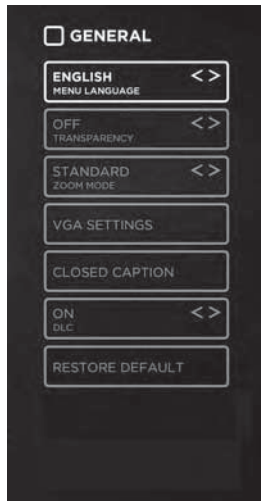 GENERAL
ENGLISH < >
MENU LANGUAGE
OFF < >
TRANSPARENCY
STANDARD < >
ZOOM MODE
VGA SETTINGS
CLOSED CAPTION
ON < >
DLC
RESTORE DEFAULT